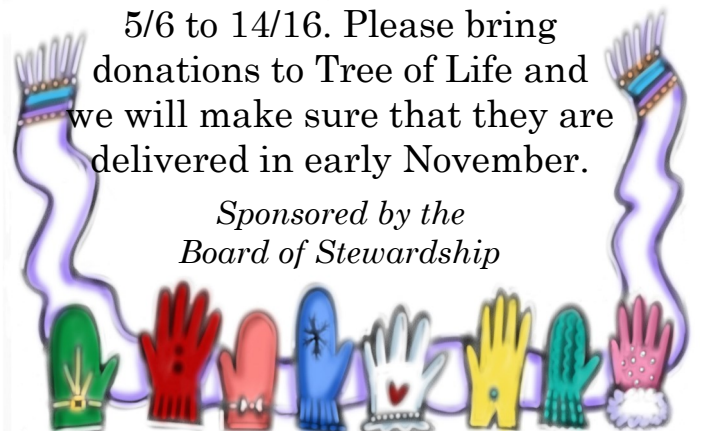 5/6 to 14/16. Please bring
donations to Tree of Life and
we will make sure that they are
delivered in early November.
Sponsored by the
Board of Stewardship